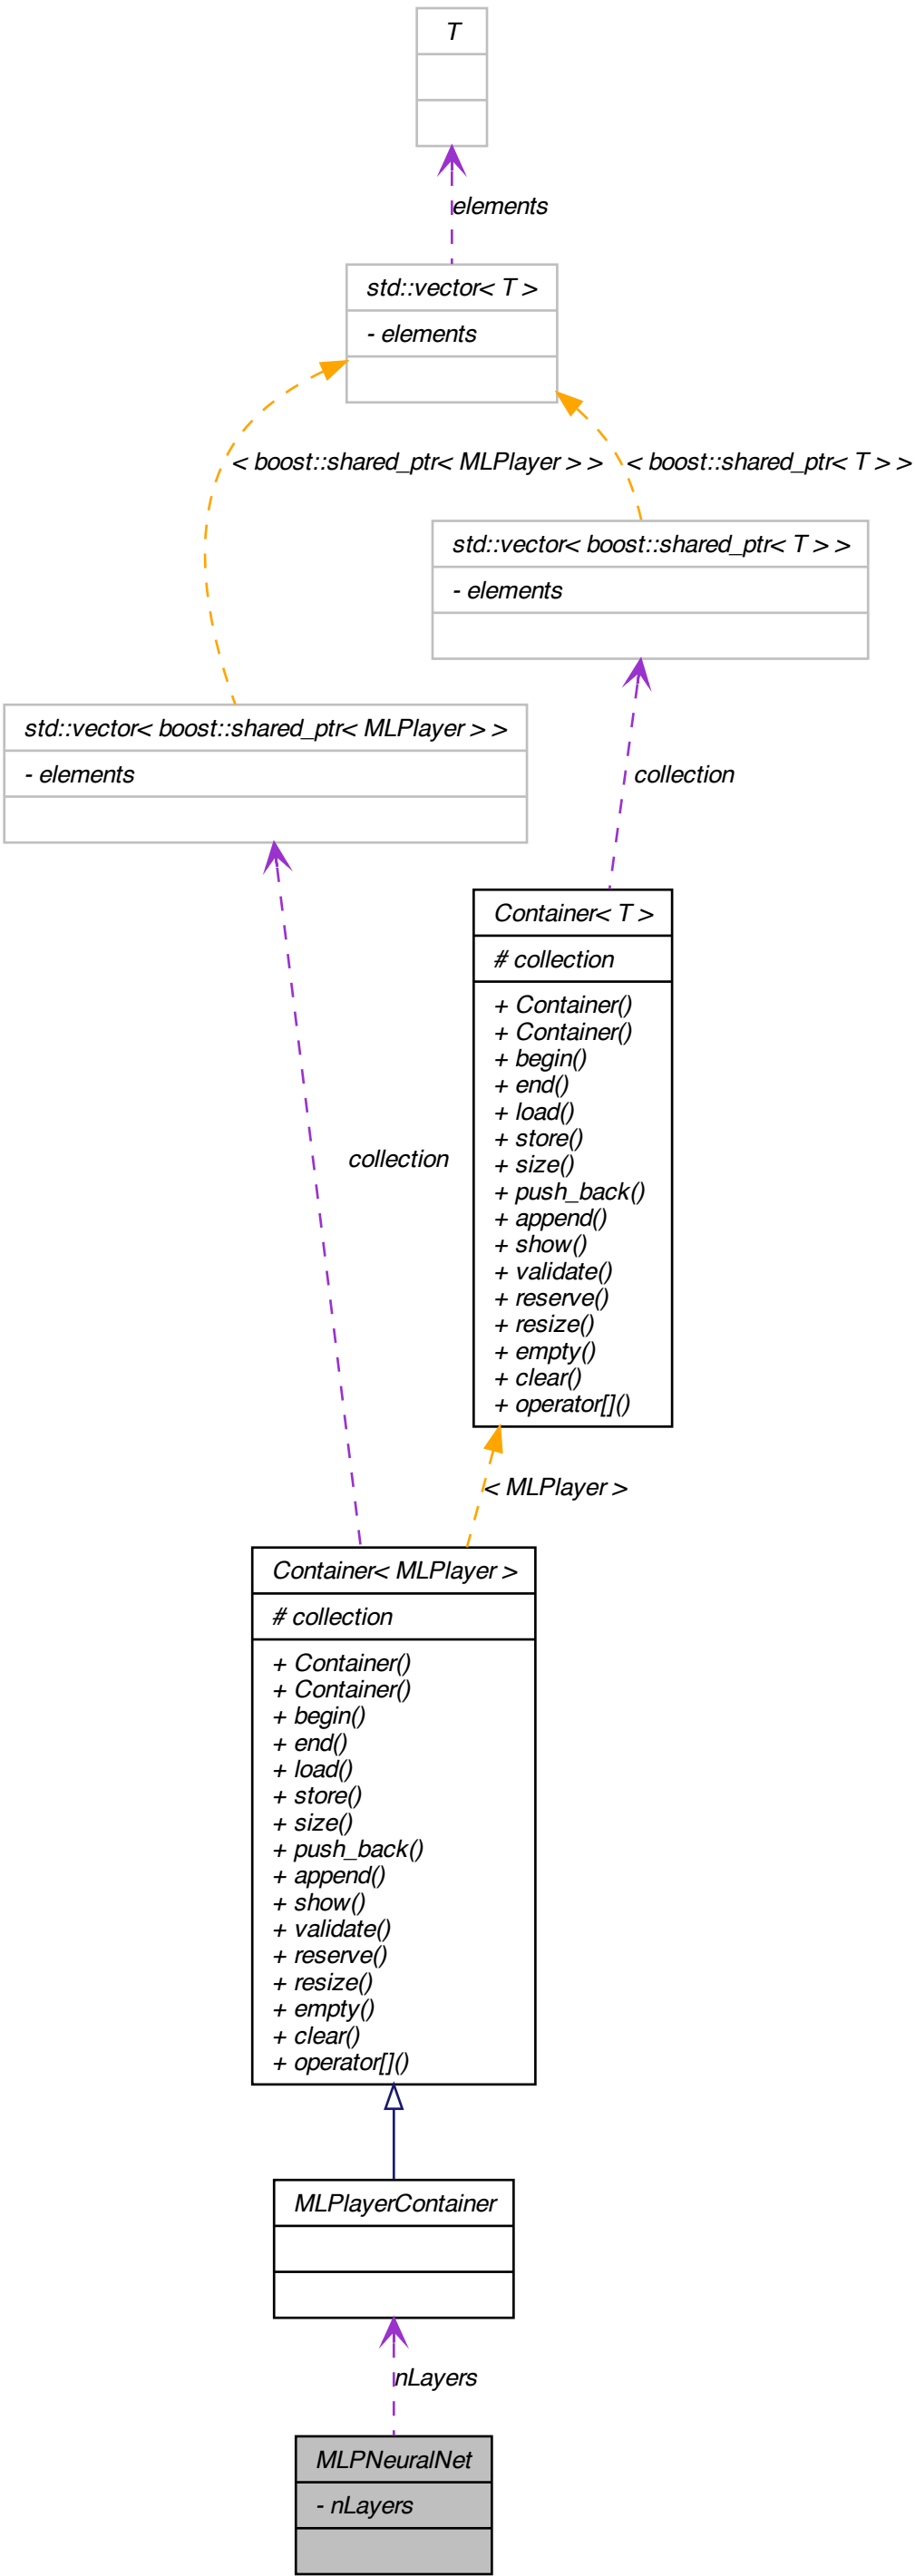 T
elements
std::vector< T >
- elements
< boost::shared_ptr< MLPlayer > >
< boost::shared_ptr< T > >
std::vector< boost::shared_ptr< T > >
- elements
std::vector< boost::shared_ptr< MLPlayer > >
- elements
collection
Container< T >
# collection
+ Container()
+ Container()
+ begin()
+ end()
+ load()
+ store()
+ size()
+ push_back()
+ append()
+ show()
+ validate()
+ reserve()
+ resize()
+ empty()
+ clear()
+ operator[]()
collection
< MLPlayer >
Container< MLPlayer >
# collection
+ Container()
+ Container()
+ begin()
+ end()
+ load()
+ store()
+ size()
+ push_back()
+ append()
+ show()
+ validate()
+ reserve()
+ resize()
+ empty()
+ clear()
+ operator[]()
MLPlayerContainer
nLayers
MLPNeuralNet
- nLayers